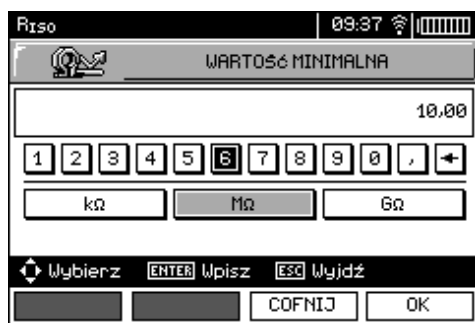 RISO 09:37
WARTOŚĆ MINIMALNA
10,00
1 2 3 4 5 6 7 8 9 0 , ←
kΩ MΩ GΩ
Wybierz ENTER Wpisz ESC Wyjdź
COFNIJ OK